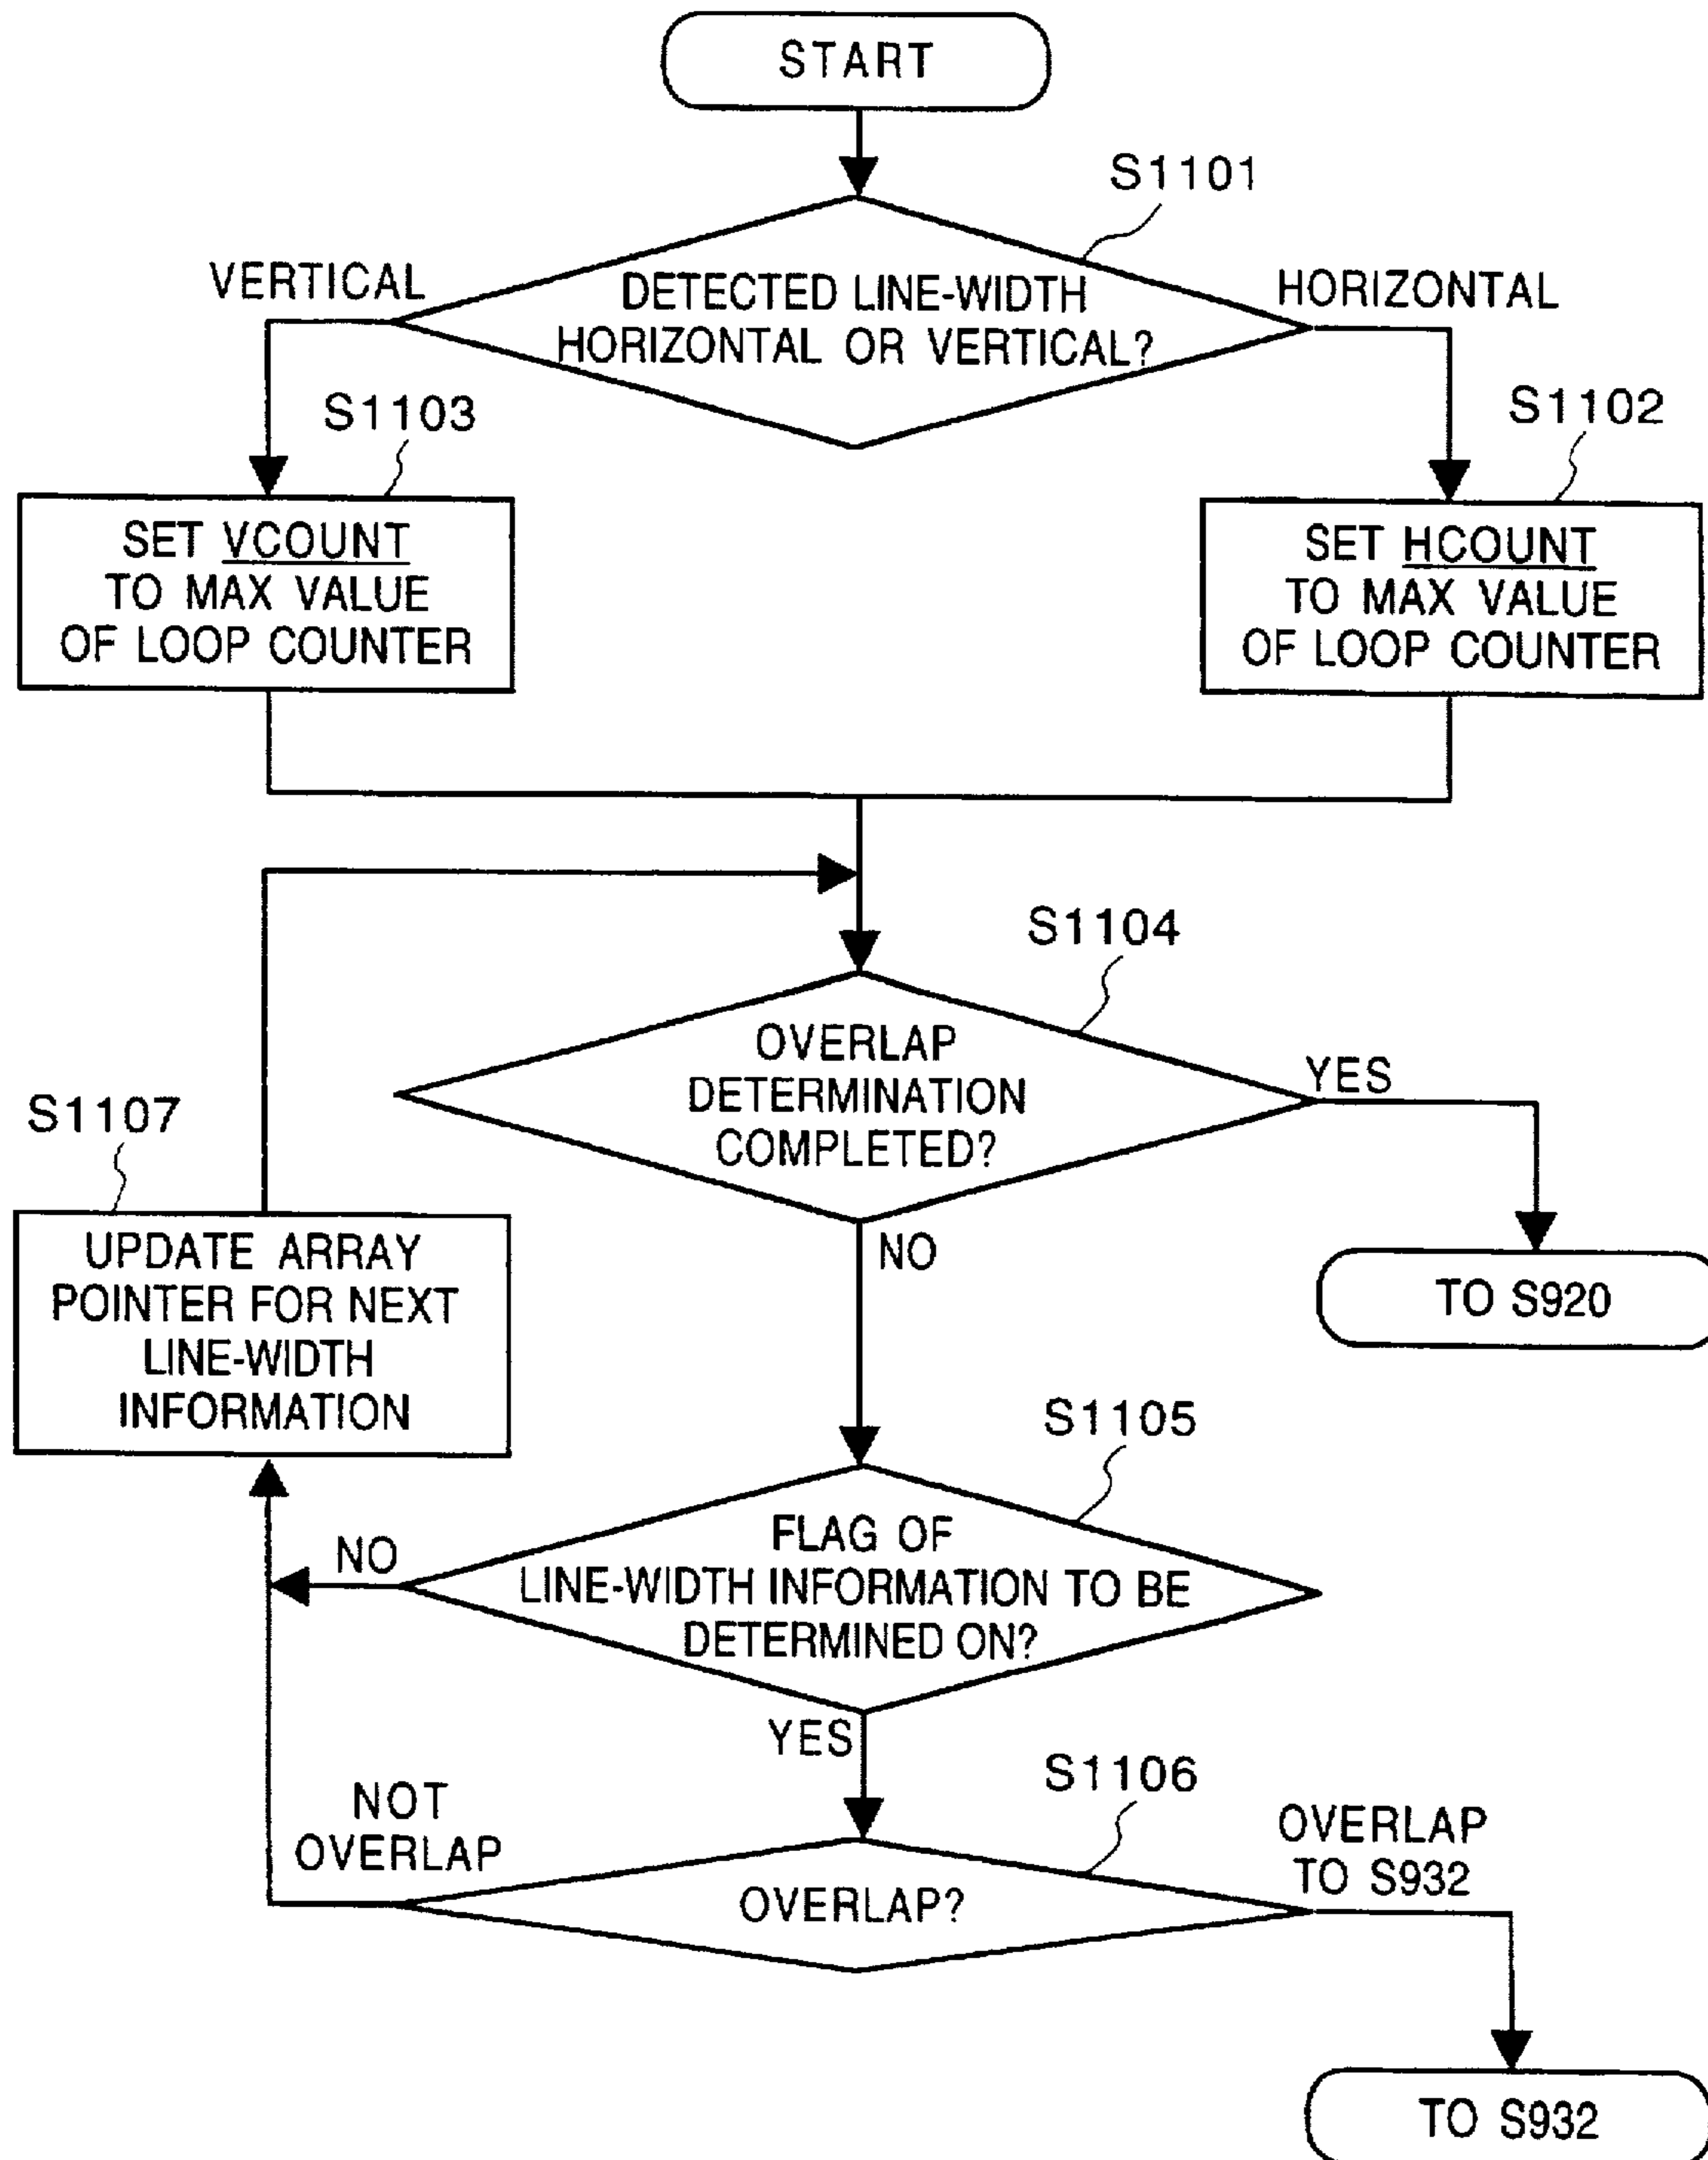 START
S1101
VERTICAL
HORIZONTAL
DETECTED LINE-WIDTH
HORIZONTAL OR VERTICAL?
S1103
S1102
SET VCOUNT
TO MAX VALUE
OF LOOP COUNTER
SET HCOUNT
TO MAX VALUE
OF LOOP COUNTER
S1104
OVERLAP
DETERMINATION
COMPLETED?
YES
S1107
UPDATE ARRAY
POINTER FOR NEXT
LINE-WIDTH
INFORMATION
NO
TO S920
S1105
FLAG OF
LINE-WIDTH INFORMATION TO BE
DETERMINED ON?
NO
YES
S1106
NOT
OVERLAP
OVERLAP
TO S932
OVERLAP?
TO S932